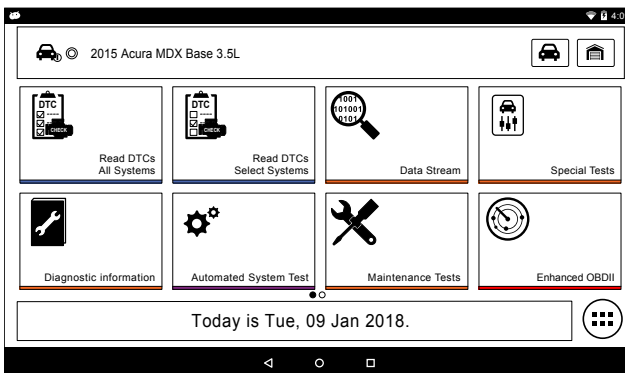 4:0
2015 Acura MDX Base 3.5L
DTC
CHECK
Read DTCs
All Systems
DTC
CHECK
Read DTCs
Select Systems
1001
101001
0101
Data Stream
Special Tests
Diagnostic information
Automated System Test
Maintenance Tests
Enhanced OBDII
Today is Tue, 09 Jan 2018.